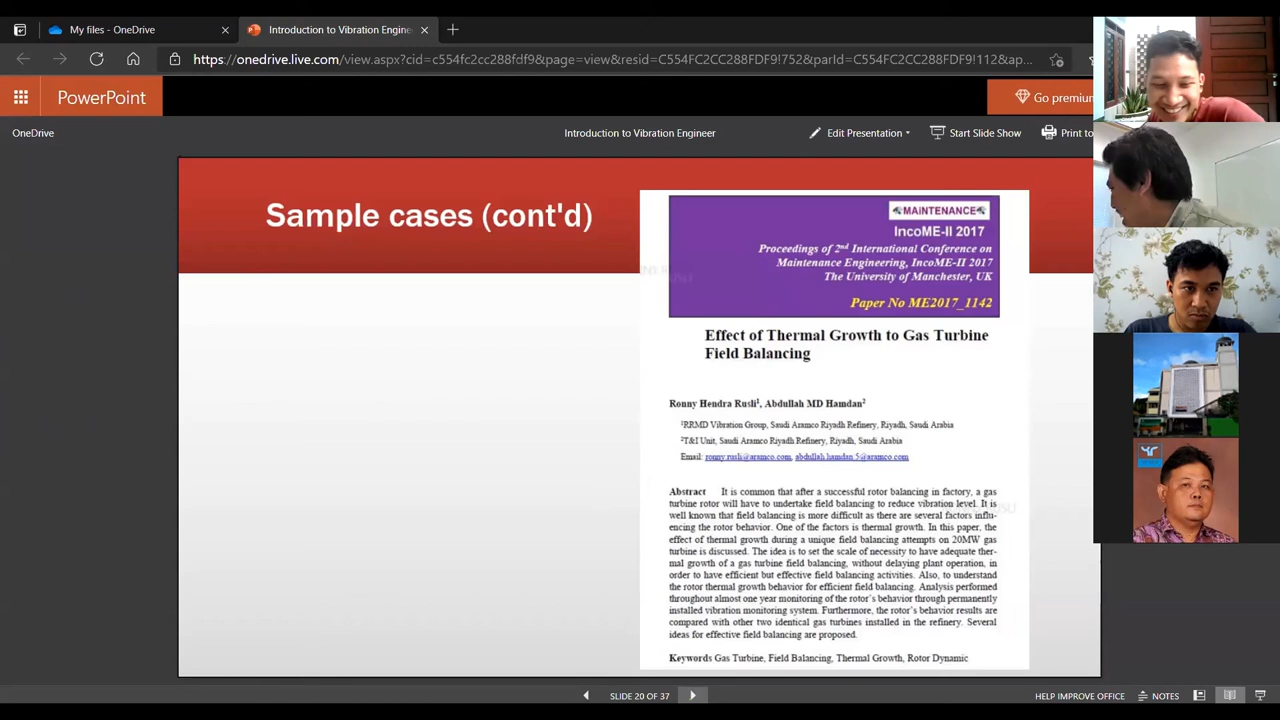 My files - OneDrive
Introduction to Vibration Engine
https://onedrive.live.com/view.aspx?cid=c554fc2cc288fdf9&page=view&resid=C554FC2CC288FDF9!752&parId=C554FC2CC288FDF9!112&ap...
PowerPoint
Go premium
OneDrive
Introduction to Vibration Engineer
Edit Presentation
Start Slide Show
Print to
Sample cases (cont'd)
MAINTENANCE
IncoME-II 2017
Proceedings of 2nd International Conference on
Maintenance Engineering, IncoME-II 2017
The University of Manchester, UK
Paper No ME2017_1142
Effect of Thermal Growth to Gas Turbine
Field Balancing
Ronny Hendra Rusli1, Abdullah MD Hamdan2
1RRMD Vibration Group, Saudi Aramco Riyadh Refinery, Riyadh, Saudi Arabia
2T&I Unit, Saudi Aramco Riyadh Refinery, Riyadh, Saudi Arabia
Email: ronny.rusli@aramco.com, abdullah.hamdan.5@aramco.com
Abstract It is common that after a successful rotor balancing in factory, a gas
turbine rotor will have to undertake field balancing to reduce vibration level. It is
well known that field balancing is more difficult as there are several factors influ-
encing the rotor behavior. One of the factors is thermal growth. In this paper, the
effect of thermal growth during a unique field balancing attempts on 20MW gas
turbine is discussed. The idea is to set the scale of necessity to have adequate ther-
mal growth of a gas turbine field balancing, without delaying plant operation, in
order to have efficient but effective field balancing activities. Also, to understand
the rotor thermal growth behavior for efficient field balancing. Analysis performed
throughout almost one year monitoring of the rotor's behavior through permanently
installed vibration monitoring system. Furthermore, the rotor's behavior results are
compared with other two identical gas turbines installed in the refinery. Several
ideas for effective field balancing are proposed.
Keywords Gas Turbine, Field Balancing, Thermal Growth, Rotor Dynamic
SLIDE 20 OF 37
HELP IMPROVE OFFICE
NOTES